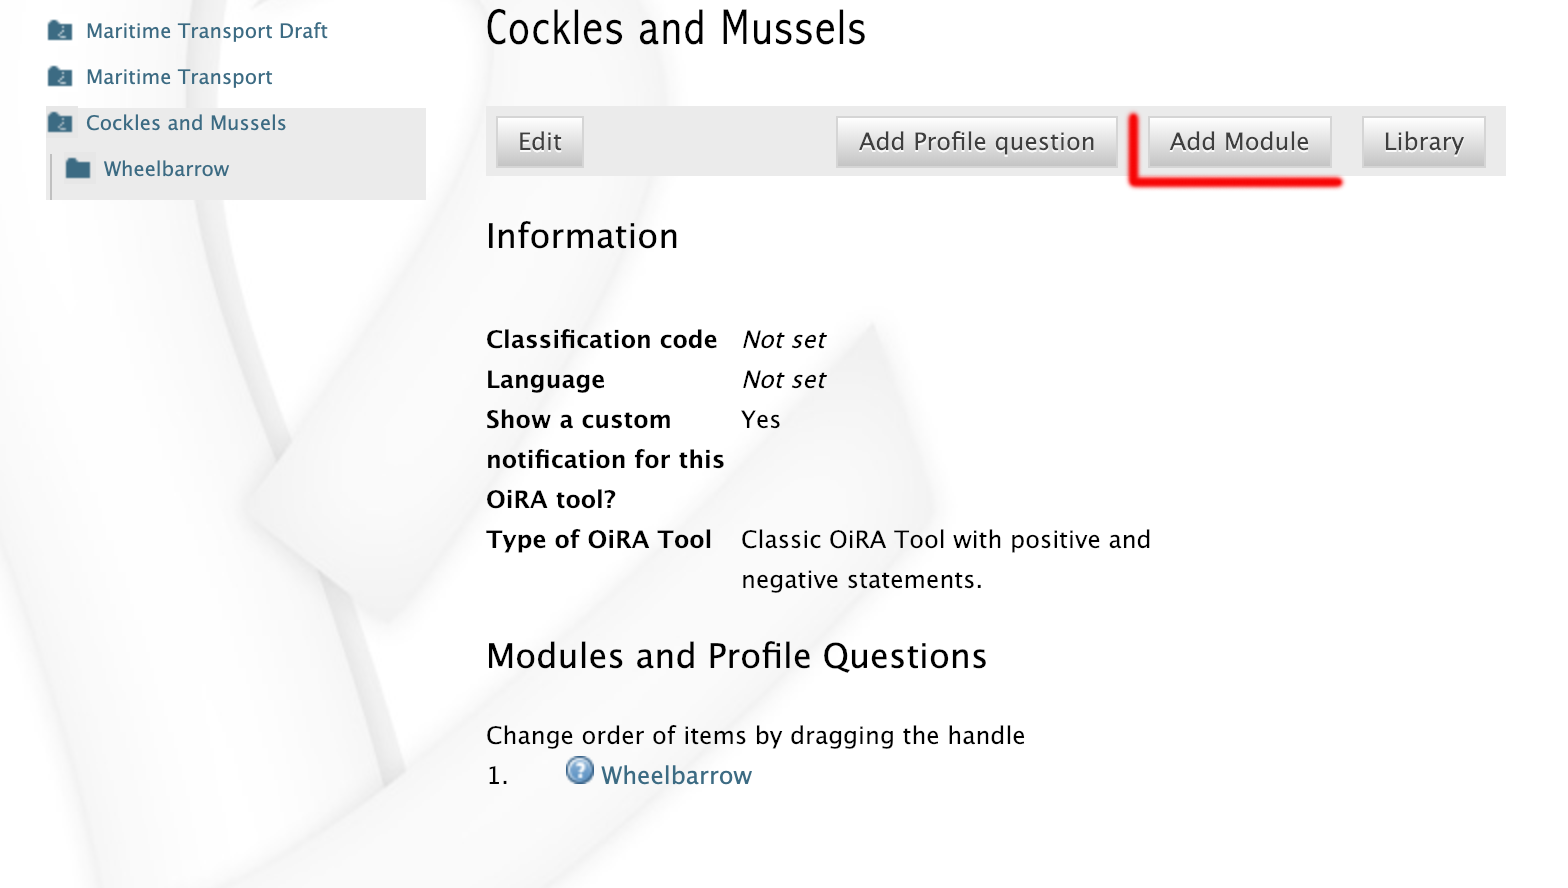 Maritime Transport Draft
Maritime Transport
Cockles and Mussels
Wheelbarrow
Cockles and Mussels
Edit
Add Profile question
Add Module
Library
Information
Classification code Not set
Language Not set
Show a custom Yes
notification for this
OiRA tool?
Type of OiRA Tool Classic OiRA Tool with positive and
negative statements.
Modules and Profile Questions
Change order of items by dragging the handle
1. ? Wheelbarrow